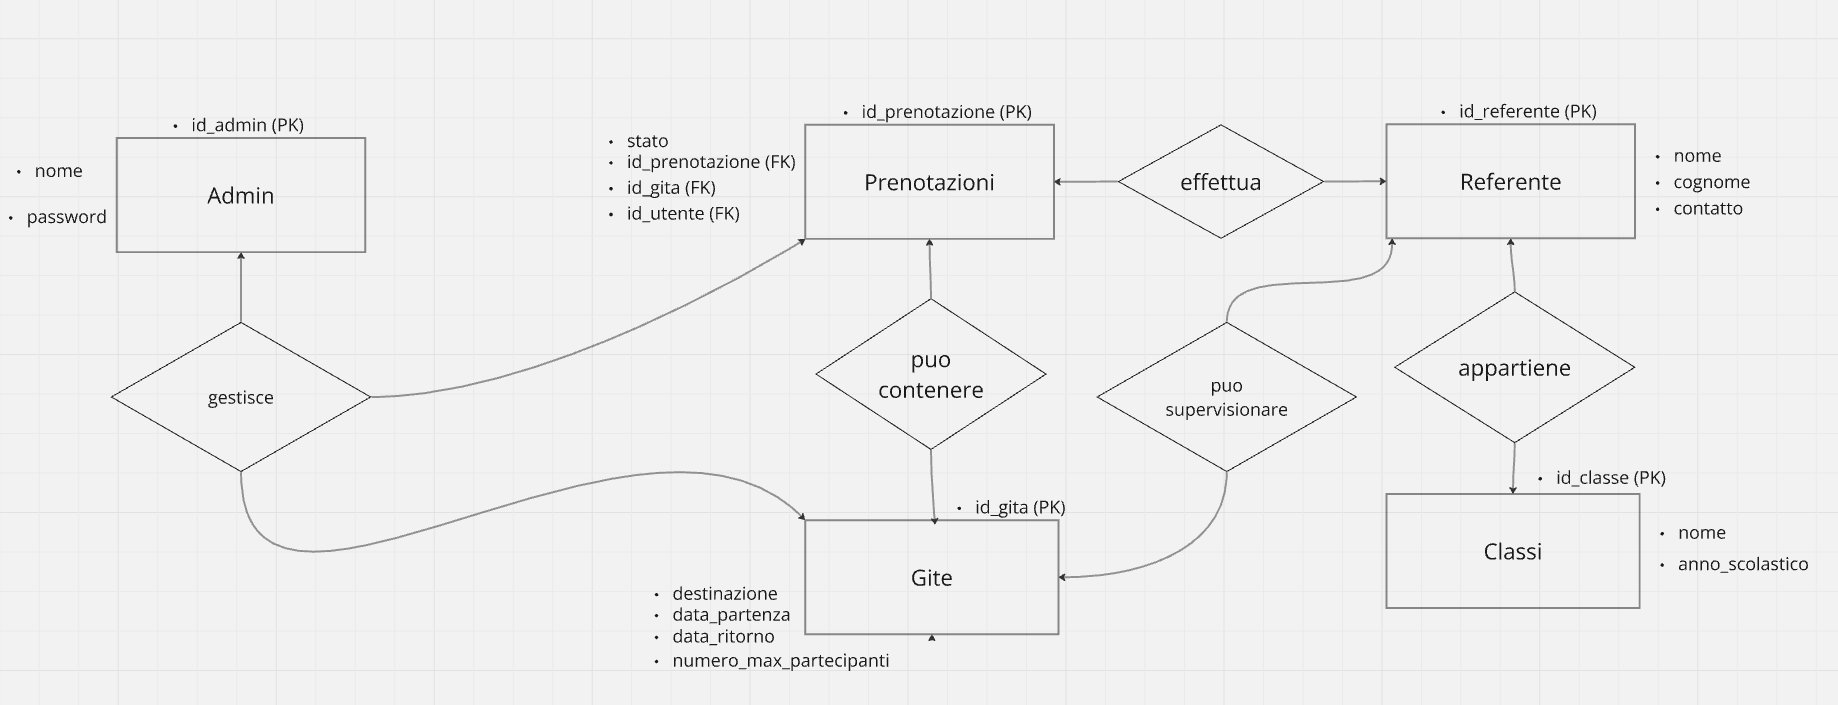 id_admin (PK)
nome
password
Admin
gestisce
id_prenotazione (PK)
stato
id_prenotazione (FK)
id_gita (FK)
id_utente (FK)
Prenotazioni
effettua
id_referente (PK)
Referente
nome
cognome
contatto
puo
contenere
puo
supervisionare
appartiene
id_gita (PK)
Gite
destinazione
data_partenza
data_ritorno
numero_max_partecipanti
id_classe (PK)
Classi
nome
anno_scolastico